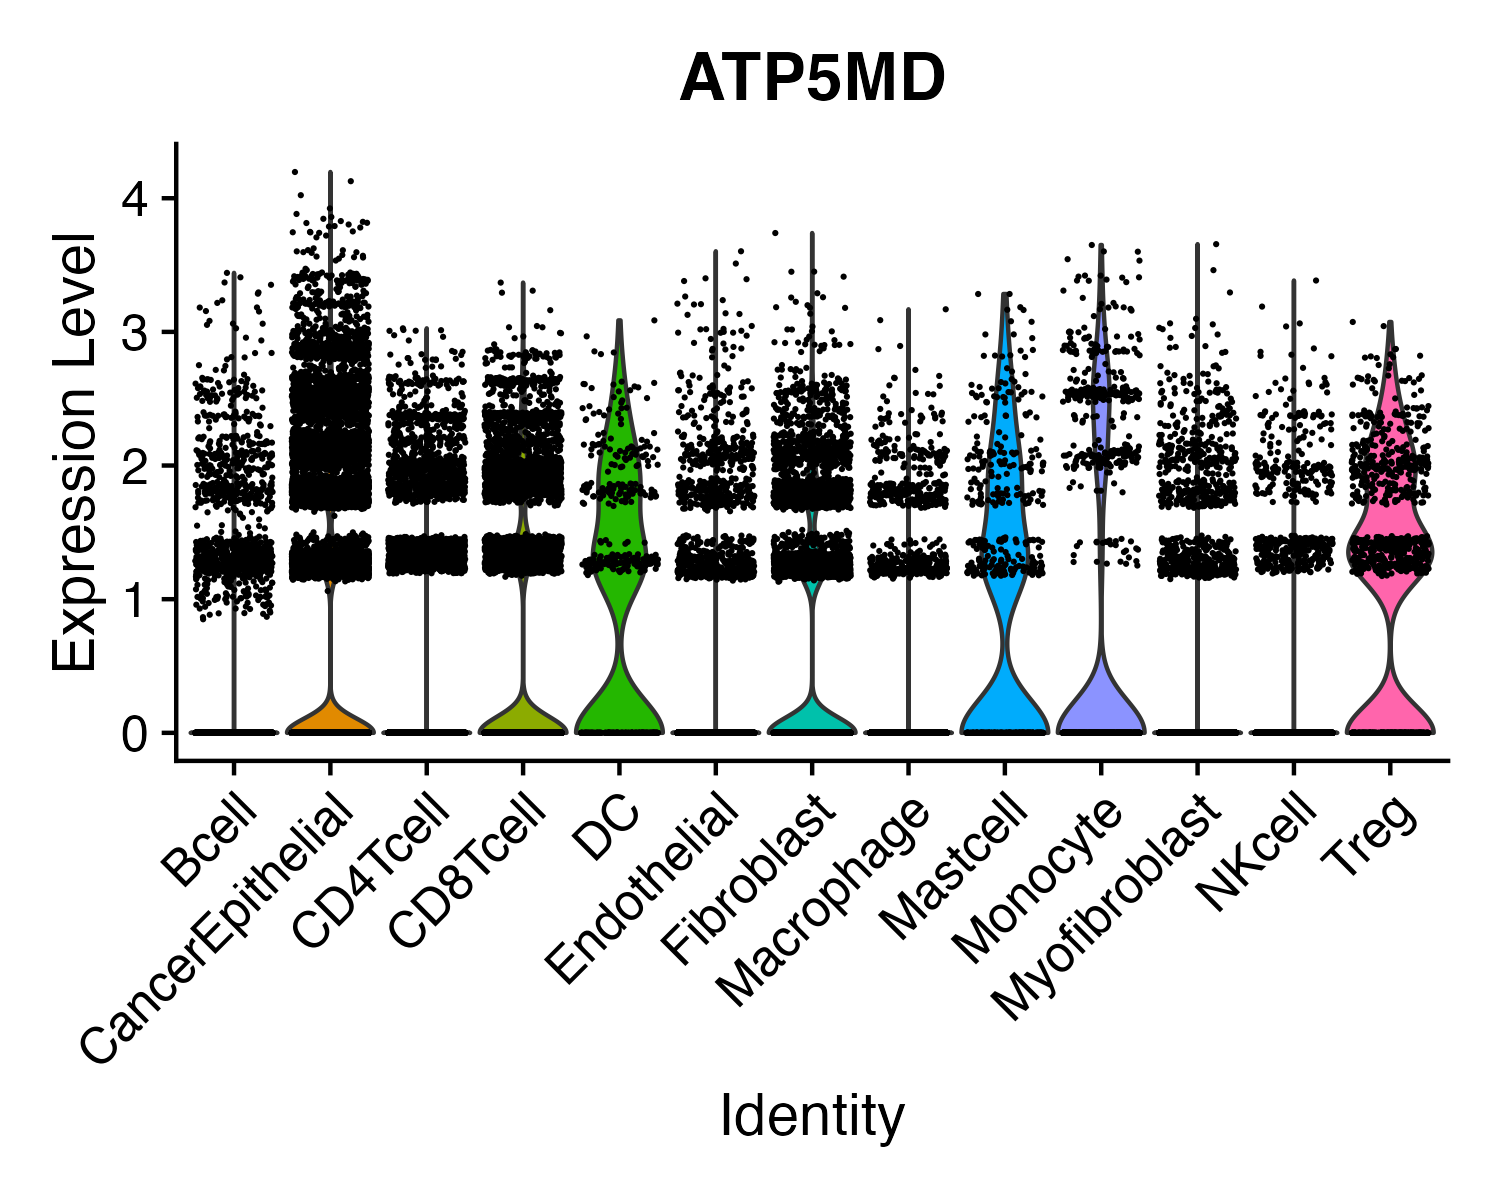 ATP5MD
Expression Level
4
3
2
1
0
Bcell
CancerEpithelial
CD4Tcell
CD8Tcell
DC
Endothelial
Fibroblast
Macrophage
Mastcell
Monocyte
Myofibroblast
NKcell
Treg
Identity